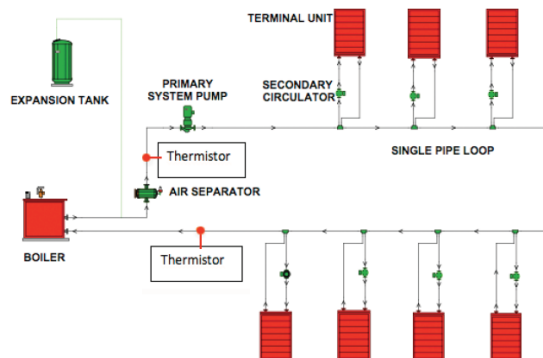 TERMINAL UNIT
EXPANSION TANK
PRIMARY
SYSTEM PUMP
SECONDARY
CIRCULATOR
Thermistor
SINGLE PIPE LOOP
AIR SEPARATOR
BOILER
Thermistor